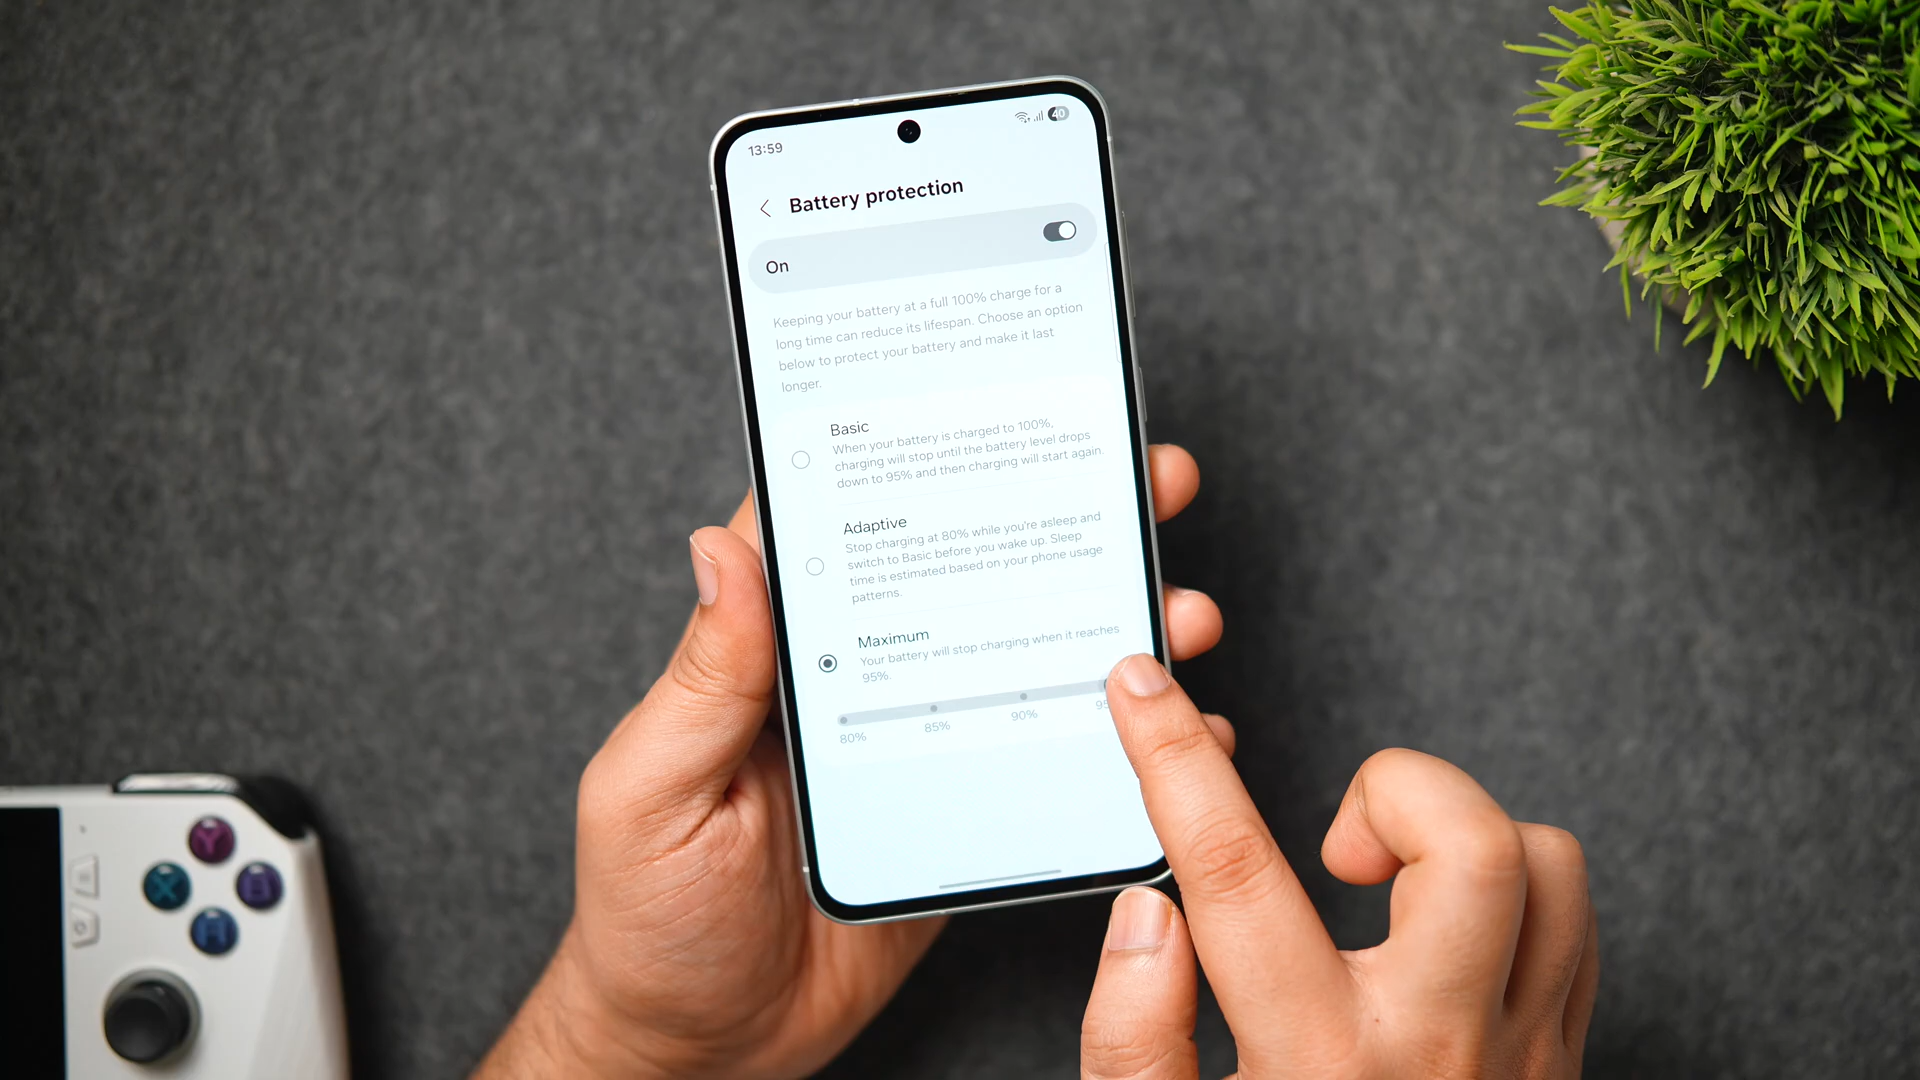 13:59
40
Battery protection
On
Keeping your battery at a full 100% charge for a
long time can reduce its lifespan. Choose an option
below to protect your battery and make it last
longer.
Basic
When your battery is charged to 100%,
charging will stop until the battery level drops
down to 95% and then charging will start again.
Adaptive
Stop charging at 80% while you're asleep and
switch to Basic before you wake up. Sleep
time is estimated based on your phone usage
patterns.
Maximum
Your battery will stop charging when it reaches
95%.
80% 85% 90% 95
Y
X